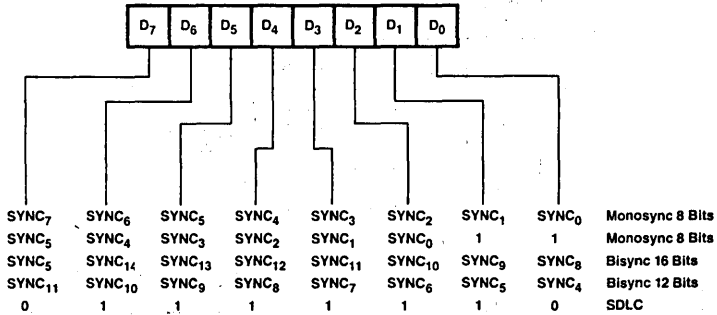 D7 D6 D5 D4 D3 D2 D1 D0
SYNC7 SYNC6 SYNC5 SYNC4 SYNC3 SYNC2 SYNC1 SYNC0 Monosync 8 Bits
SYNC5 SYNC4 SYNC3 SYNC2 SYNC1 SYNC0 1 1 Monosync 8 Bits
SYNC5 SYNC14 SYNC13 SYNC12 SYNC11 SYNC10 SYNC9 SYNC8 Bisync 16 Bits
SYNC11 SYNC10 SYNC9 SYNC8 SYNC7 SYNC6 SYNC5 SYNC4 Bisync 12 Bits
0 1 1 1 1 1 1 0 SDLC